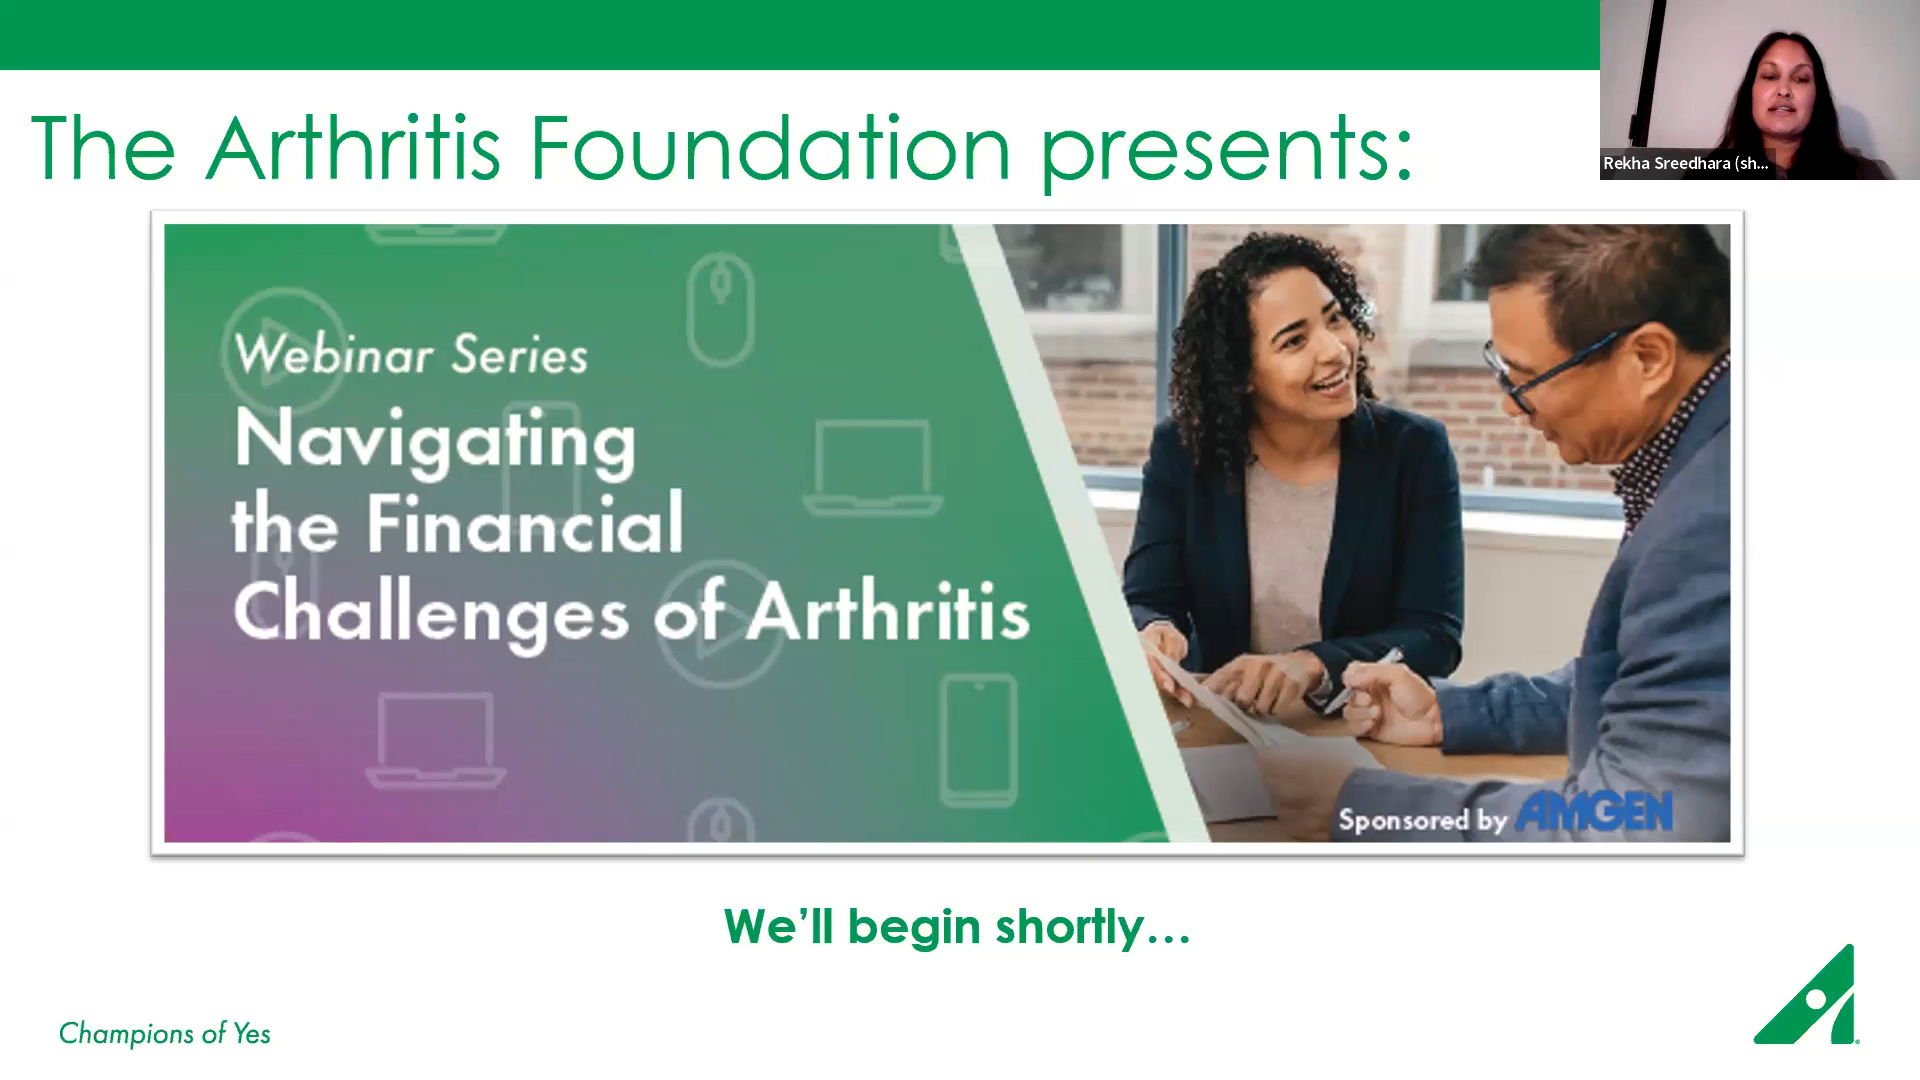 The Arthritis Foundation presents:
Rekha Sreedhara (sh...
Webinar Series
Navigating
the Financial
Challenges of Arthritis
Sponsored by AMGEN
We’ll begin shortly…
Champions of Yes